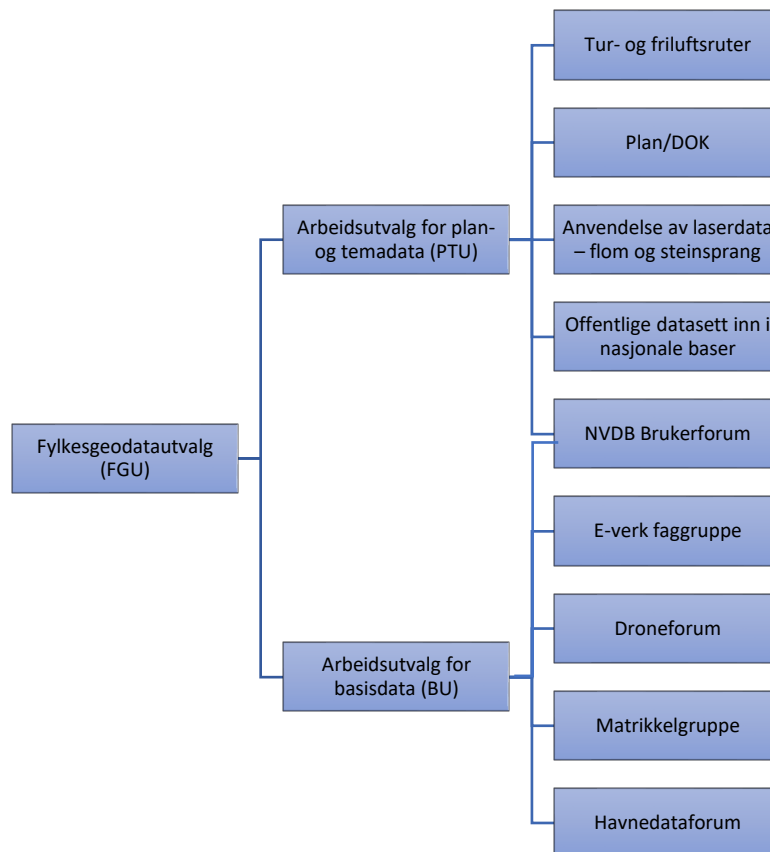 Tur- og friluftsruter
Plan/DOK
Arbeidsutvalg for plan-
og temadata (PTU)
Anvendelse av laserdata
– flom og steinsprang
Offentlige datasett inn i
nasjonale baser
Fylkesgeodatautvalg
(FGU)
NVDB Brukerforum
E-verk faggruppe
Droneforum
Arbeidsutvalg for
basisdata (BU)
Matrikkelgruppe
Havnedataforum